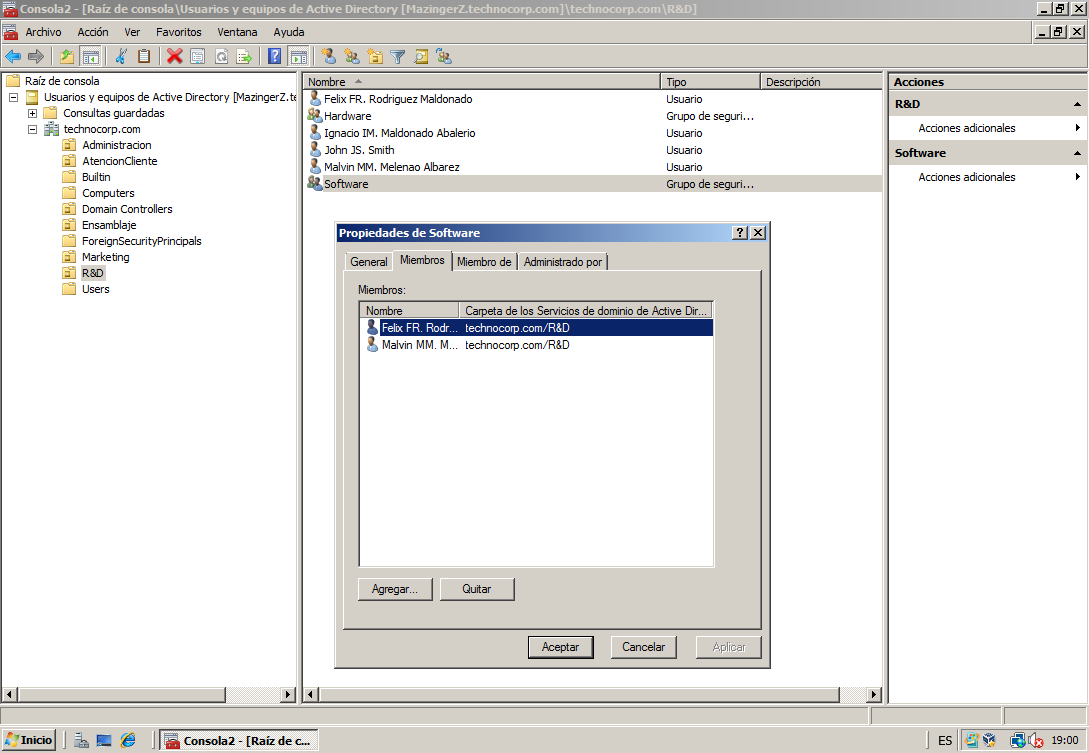 Consola2 - [Raíz de consola\Usuarios y equipos de Active Directory [MazingerZ.technocorp.com]\technocorp.com\R&D]
Archivo Acción Ver Favoritos Ventana Ayuda
Raíz de consola
Usuarios y equipos de Active Directory [MazingerZ.te
Consultas guardadas
technocorp.com
Administracion
AtencionCliente
Builtin
Computers
Domain Controllers
Ensamblaje
ForeignSecurityPrincipals
Marketing
R&D
Users
Nombre Tipo Descripción
Felix FR. Rodriguez Maldonado Usuario
Hardware Grupo de seguri...
Ignacio IM. Maldonado Abalerio Usuario
John JS. Smith Usuario
Malvin MM. Melenao Albarez Usuario
Software Grupo de seguri...
Acciones
R&D
Acciones adicionales
Software
Acciones adicionales
Propiedades de Software
General Miembros Miembro de Administrado por
Miembros:
Nombre Carpeta de los Servicios de dominio de Active Dir...
Felix FR. Rodr... technocorp.com/R&D
Malvin MM. M... technocorp.com/R&D
Agregar... Quitar
Aceptar Cancelar Aplicar
Inicio Consola2 - [Raíz de c... ES 19:00